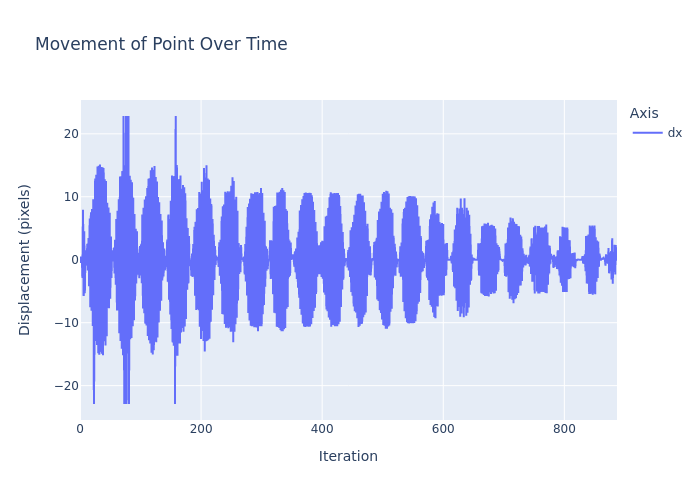 Movement of Point Over Time
Axis
dx
Displacement (pixels)
20
10
0
−10
−20
0
200
400
600
800
Iteration